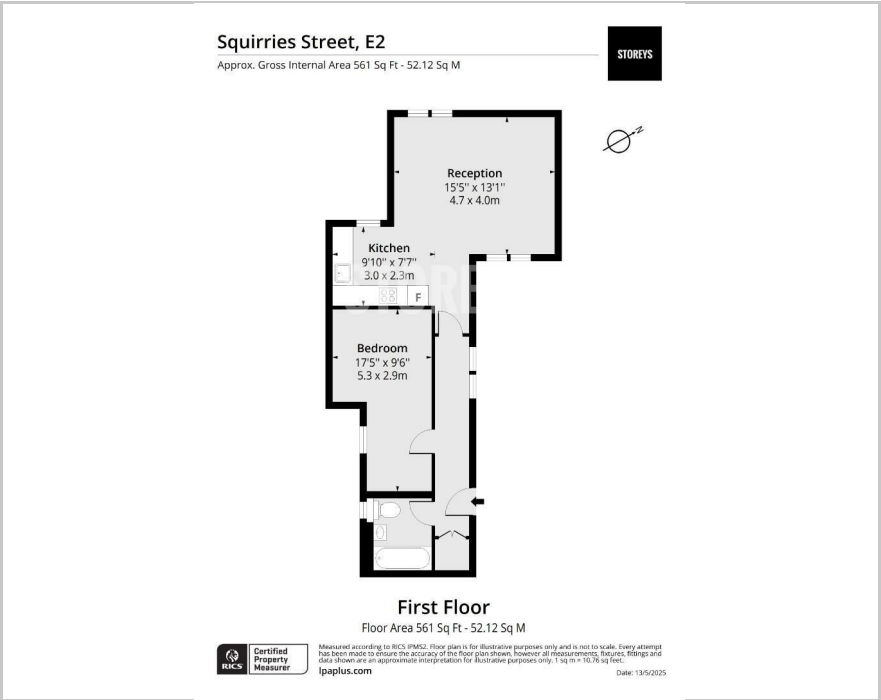 Squirries Street, E2
Approx. Gross Internal Area 561 Sq Ft - 52.12 Sq M
STOREYS
N
Reception
15'5" x 13'1"
4.7 x 4.0m
Kitchen
9'10" x 7'7"
3.0 x 2.3m
STORE
F
Bedroom
17'5" x 9'6"
5.3 x 2.9m
First Floor
Floor Area 561 Sq Ft - 52.12 Sq M
RICS
Certified
Property
Measurer
Measured according to RICS IPMS2. Floor plan is for illustrative purposes only and is not to scale. Every attempt
has been made to ensure the accuracy of the floor plan shown, however all measurements, fixtures, fittings and
data shown are an approximate interpretation for illustrative purposes only. 1 sq m = 10.76 sq feet.
lpaplus.com
Date: 13/5/2025